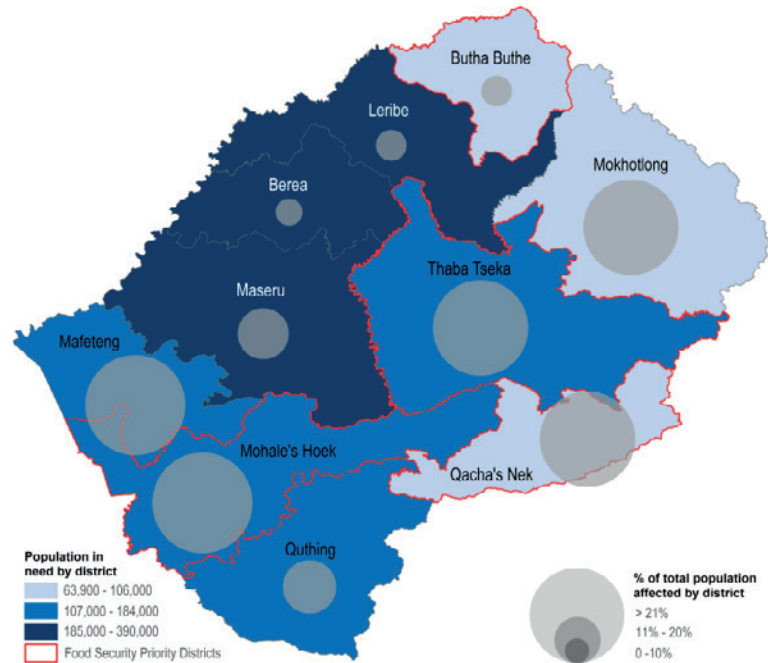 Butha Buthe
Leribe
Mokhotlong
Berea
Thaba Tseka
Maseru
Mafeteng
Mohale's Hoek
Qacha's Nek
Quthing
Population in
need by district
63,900 - 106,000
107,000 - 184,000
185,000 - 390,000
Food Security Priority Districts
% of total population
affected by district
> 21%
11% - 20%
0 -10%